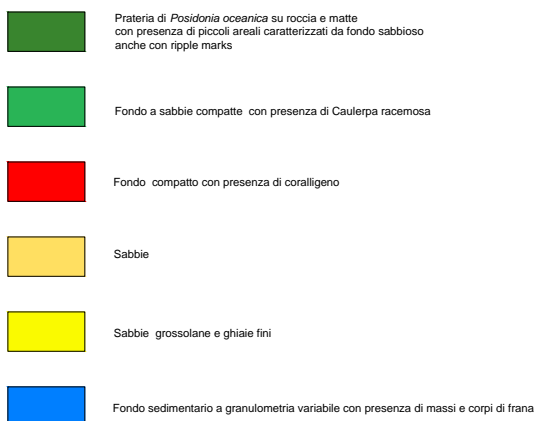 Prateria di Posidonia oceanica su roccia e matte
con presenza di piccoli areali caratterizzati da fondo sabbioso
anche con ripple marks
Fondo a sabbie compatte con presenza di Caulerpa racemosa
Fondo compatto con presenza di coralligeno
Sabbie
Sabbie grossolane e ghiaie fini
Fondo sedimentario a granulometria variabile con presenza di massi e corpi di frana